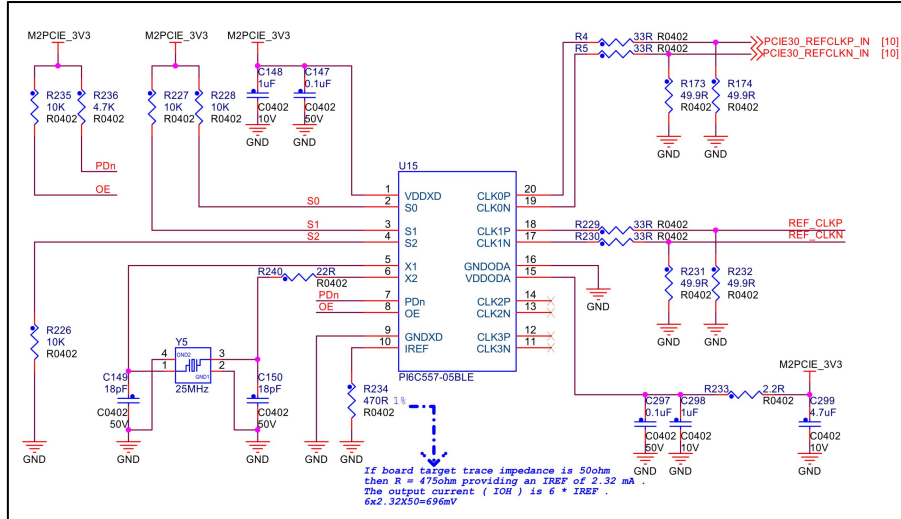 M2PCIE_3V3
M2PCIE_3V3
M2PCIE_3V3
R4
33R R0402
PCIE30_REFCLKP_IN [10]
R5
33R R0402
PCIE30_REFCLKN_IN [10]
R235
10K
R0402
R236
4.7K
R0402
R227
10K
R0402
R228
10K
R0402
C148
1uF
C0402
10V
GND
C147
0.1uF
C0402
50V
GND
R173
49.9R
R0402
GND
R174
49.9R
R0402
GND
PDn
OE
S0
S1
S2
U15
1 VDDXD
2 S0
3 S1
4 S2
5 X1
6 X2
7 PDn
8 OE
9 GNDXD
10 IREF
CLK0P 20
CLK0N 19
CLK1P 18
CLK1N 17
GNDODA 16
VDDODA 15
CLK2P 14
CLK2N 13
CLK3P 12
CLK3N 11
PI6C557-05BLE
R229 33R R0402
REF_CLKP
R230 33R R0402
REF_CLKN
R231
49.9R
R0402
GND
R232
49.9R
R0402
GND
GND
R240
22R
R0402
PDn
OE
R226
10K
R0402
GND
Y5
4 GND2 3
1 GND1 2
25MHz
C149
18pF
C0402
50V
GND
C150
18pF
C0402
50V
GND
GND
R234
470R 1%
R0402
GND
M2PCIE_3V3
R233
2.2R
R0402
C297
0.1uF
C0402
50V
GND
C298
1uF
C0402
10V
GND
C299
4.7uF
C0402
10V
GND
If board target trace impedance is 50ohm
then R = 475ohm providing an IREF of 2.32 mA .
The output current ( IOH ) is 6 * IREF .
6x2.32X50=696mV